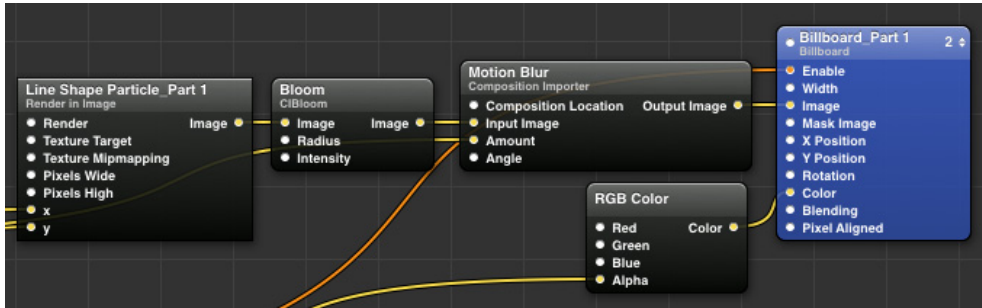 Line Shape Particle_Part 1
Render in Image
Render Image
Texture Target
Texture Mipmapping
Pixels Wide
Pixels High
x
y
Bloom
CIBloom
Image Image
Radius
Intensity
Motion Blur
Composition Importer
Composition Location Output Image
Input Image
Amount
Angle
RGB Color
Red Color
Green
Blue
Alpha
Billboard_Part 1 2
Billboard
Enable
Width
Image
Mask Image
X Position
Y Position
Rotation
Color
Blending
Pixel Aligned